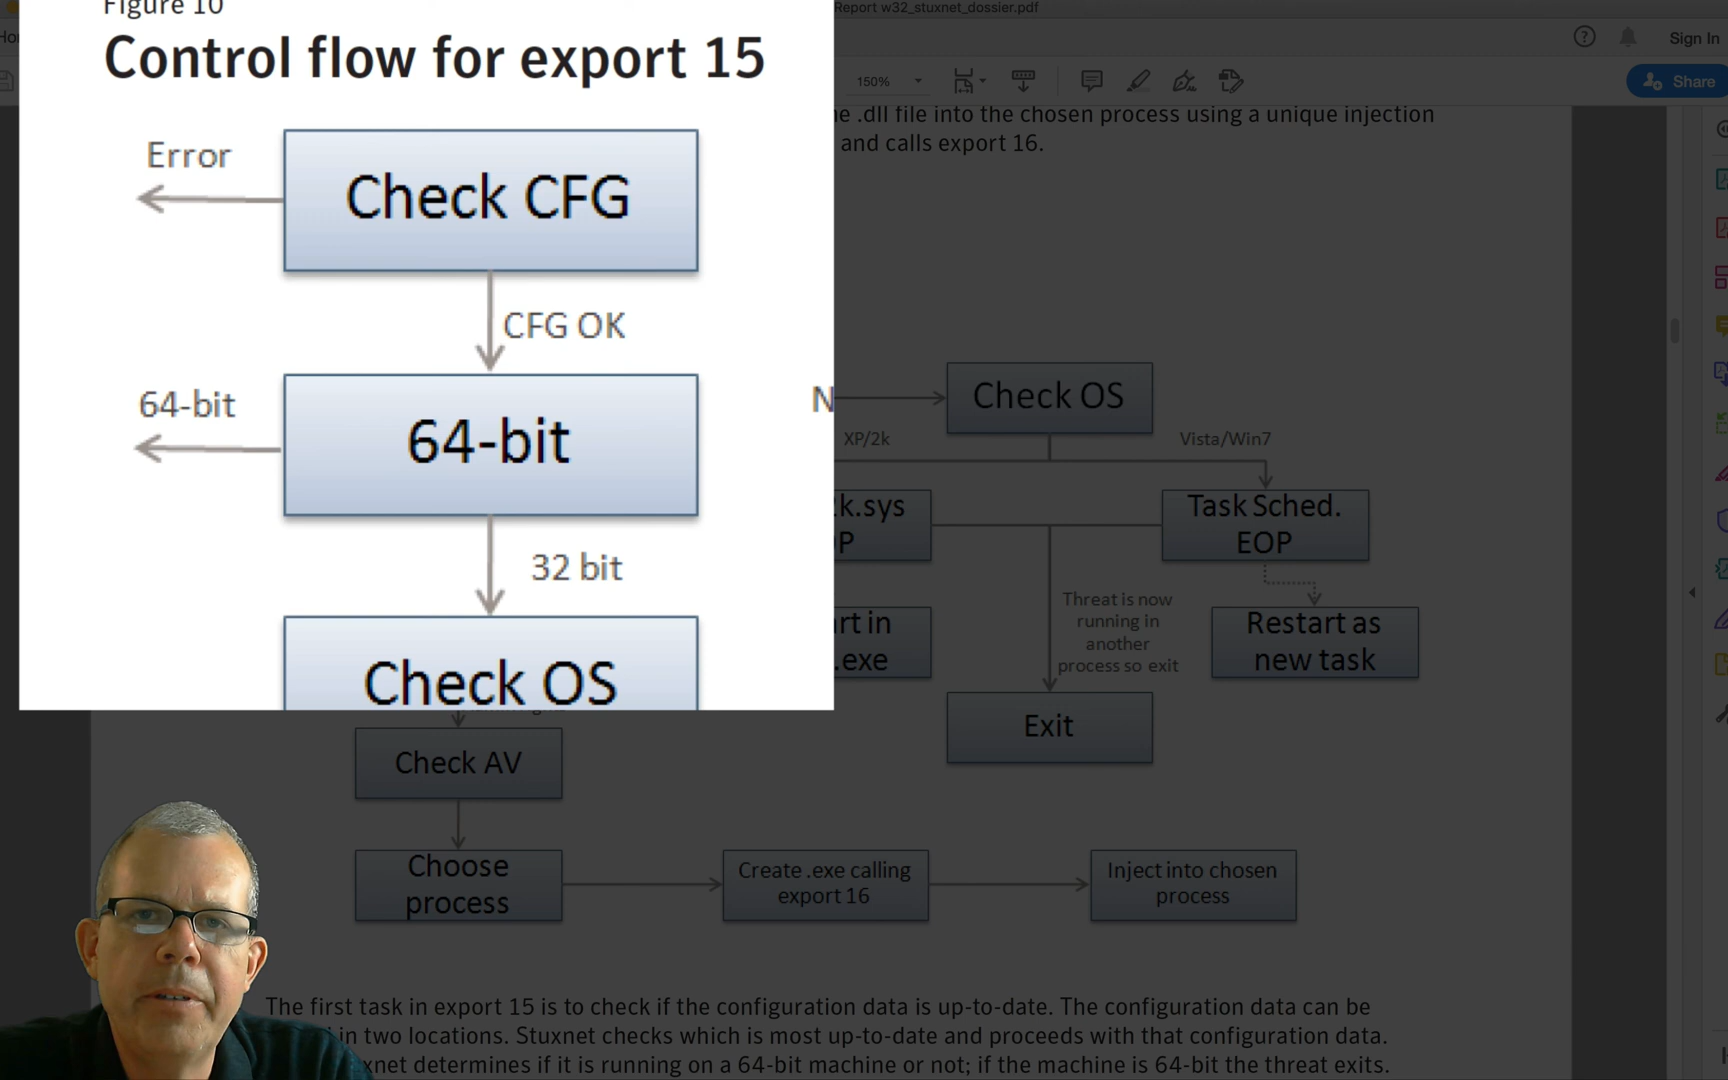 Figure 10
Control flow for export 15
Error
Check CFG
CFG OK
64-bit
64-bit
32 bit
Check OS
Report w32_stuxnet_dossier.pdf
Sign In
150%
Share
.dll file into the chosen process using a unique injection
and calls export 16.
N
Check OS
XP/2k
Vista/Win7
k.sys
Task Sched.
EOP
Threat is now
running in
another
process so exit
in
.exe
Restart as
new task
Exit
Check AV
Choose
process
Create .exe calling
export 16
Inject into chosen
process
The first task in export 15 is to check if the configuration data is up-to-date. The configuration data can be
in two locations. Stuxnet checks which is most up-to-date and proceeds with that configuration data.
determines if it is running on a 64-bit machine or not; if the machine is 64-bit the threat exits.